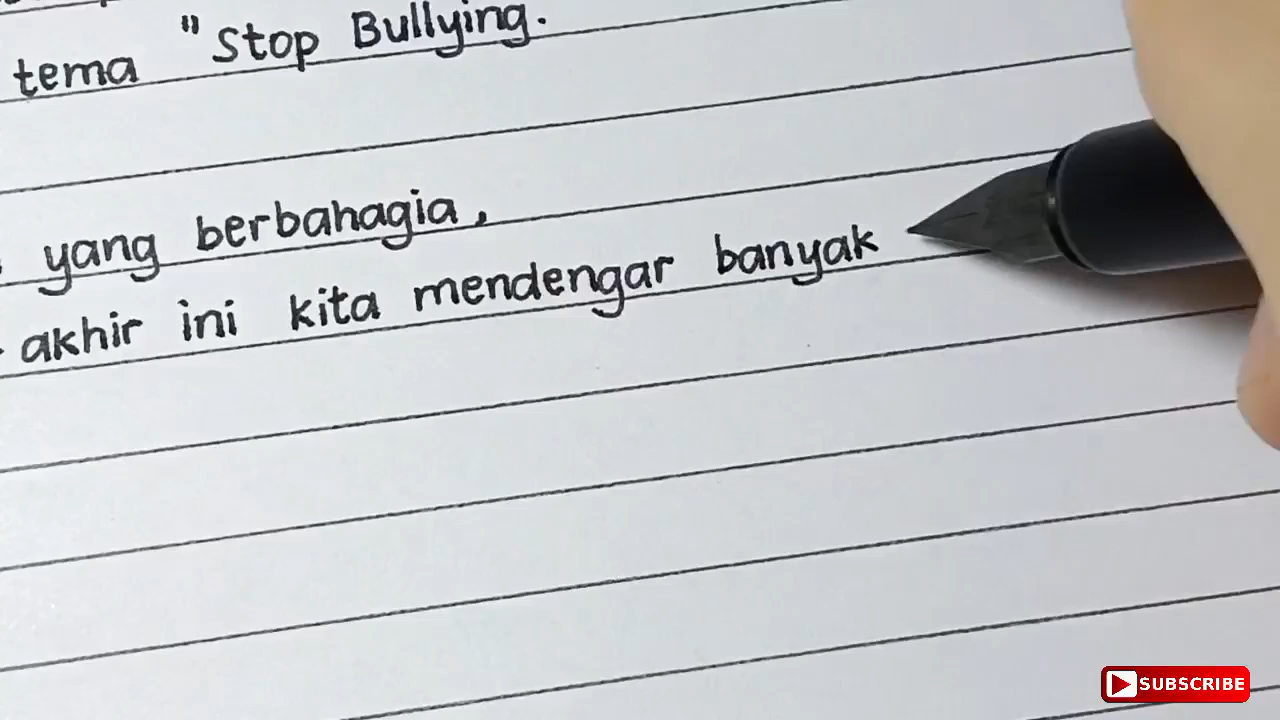 tema "Stop Bullying.
yang berbahagia,
akhir ini kita mendengar banyak
SUBSCRIBE